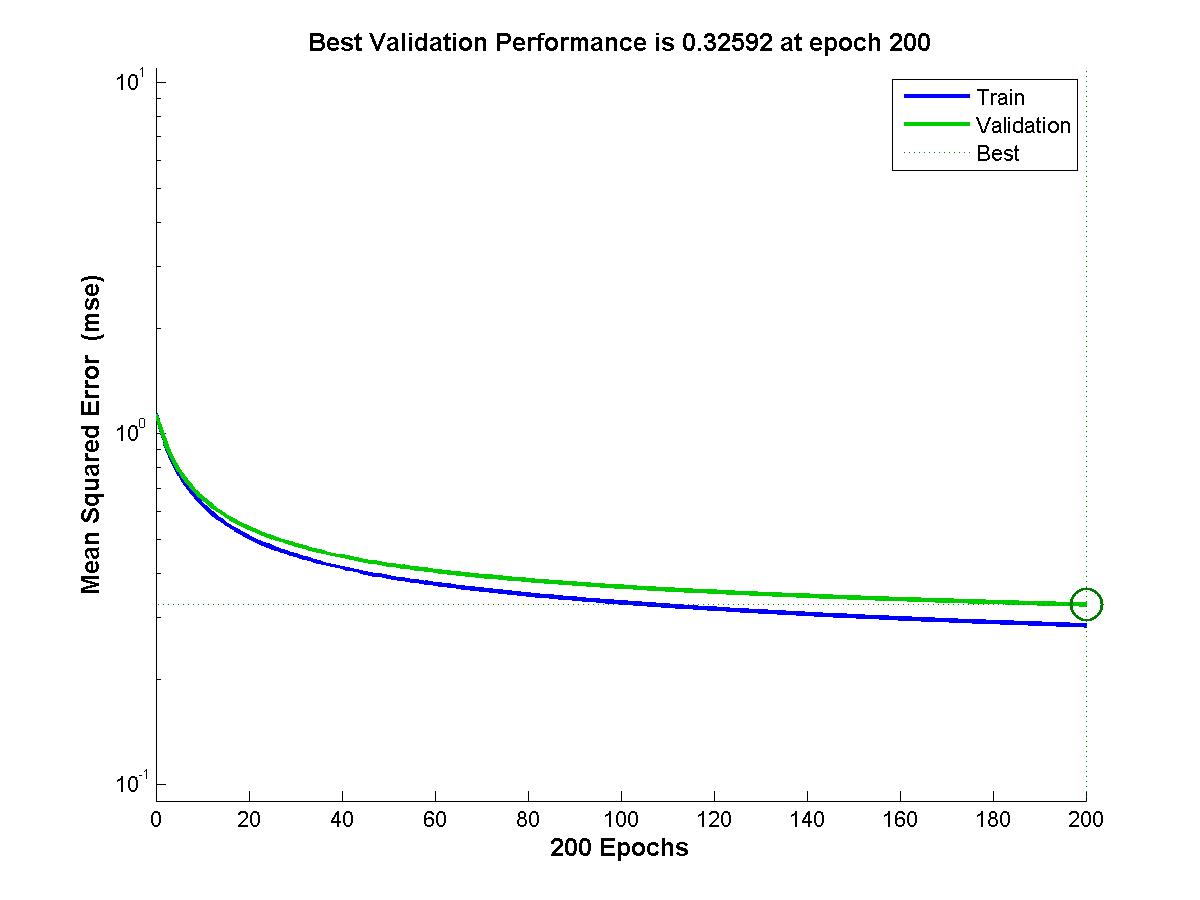 Best Validation Performance is 0.32592 at epoch 200
Train
Validation
Best
Mean Squared Error (mse)
10^1
10^0
10^-1
0 20 40 60 80 100 120 140 160 180 200
200 Epochs